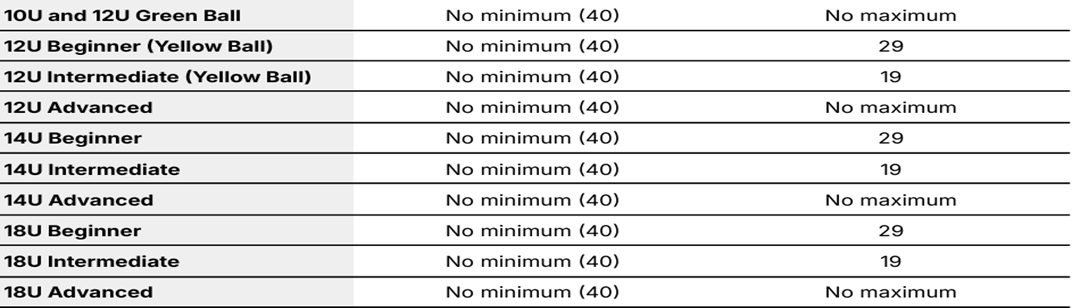 10U and 12U Green Ball No minimum (40) No maximum
12U Beginner (Yellow Ball) No minimum (40) 29
12U Intermediate (Yellow Ball) No minimum (40) 19
12U Advanced No minimum (40) No maximum
14U Beginner No minimum (40) 29
14U Intermediate No minimum (40) 19
14U Advanced No minimum (40) No maximum
18U Beginner No minimum (40) 29
18U Intermediate No minimum (40) 19
18U Advanced No minimum (40) No maximum